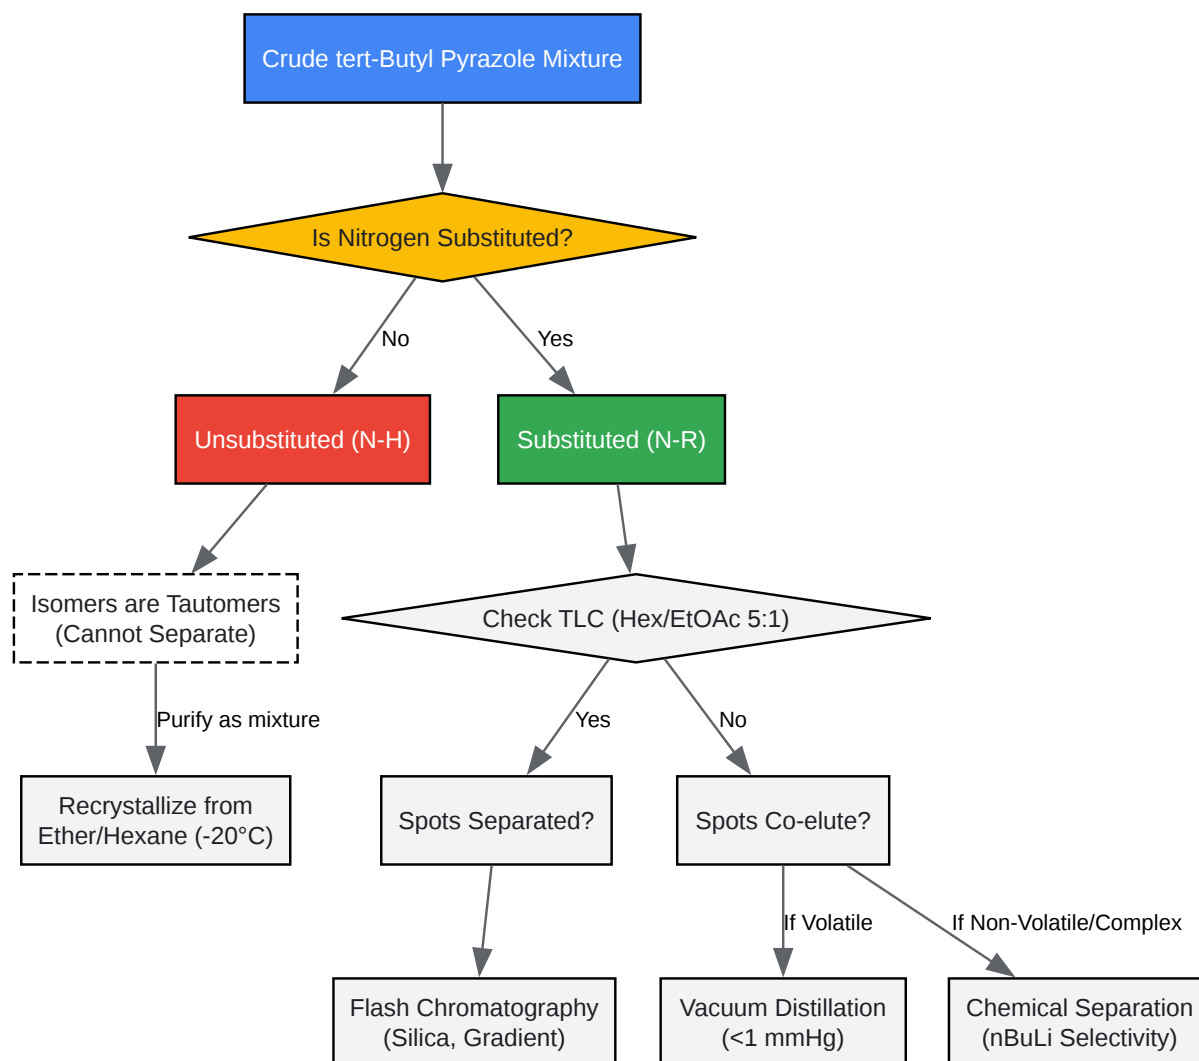 Crude tert-Butyl Pyrazole Mixture
Is Nitrogen Substituted?
No
Yes
Unsubstituted (N-H)
Substituted (N-R)
Isomers are Tautomers
(Cannot Separate)
Check TLC (Hex/EtOAc 5:1)
Purify as mixture
Yes
No
Recrystallize from
Ether/Hexane (-20°C)
Spots Separated?
Spots Co-elute?
If Volatile
If Non-Volatile/Complex
Flash Chromatography
(Silica, Gradient)
Vacuum Distillation
(<1 mmHg)
Chemical Separation
(nBuLi Selectivity)